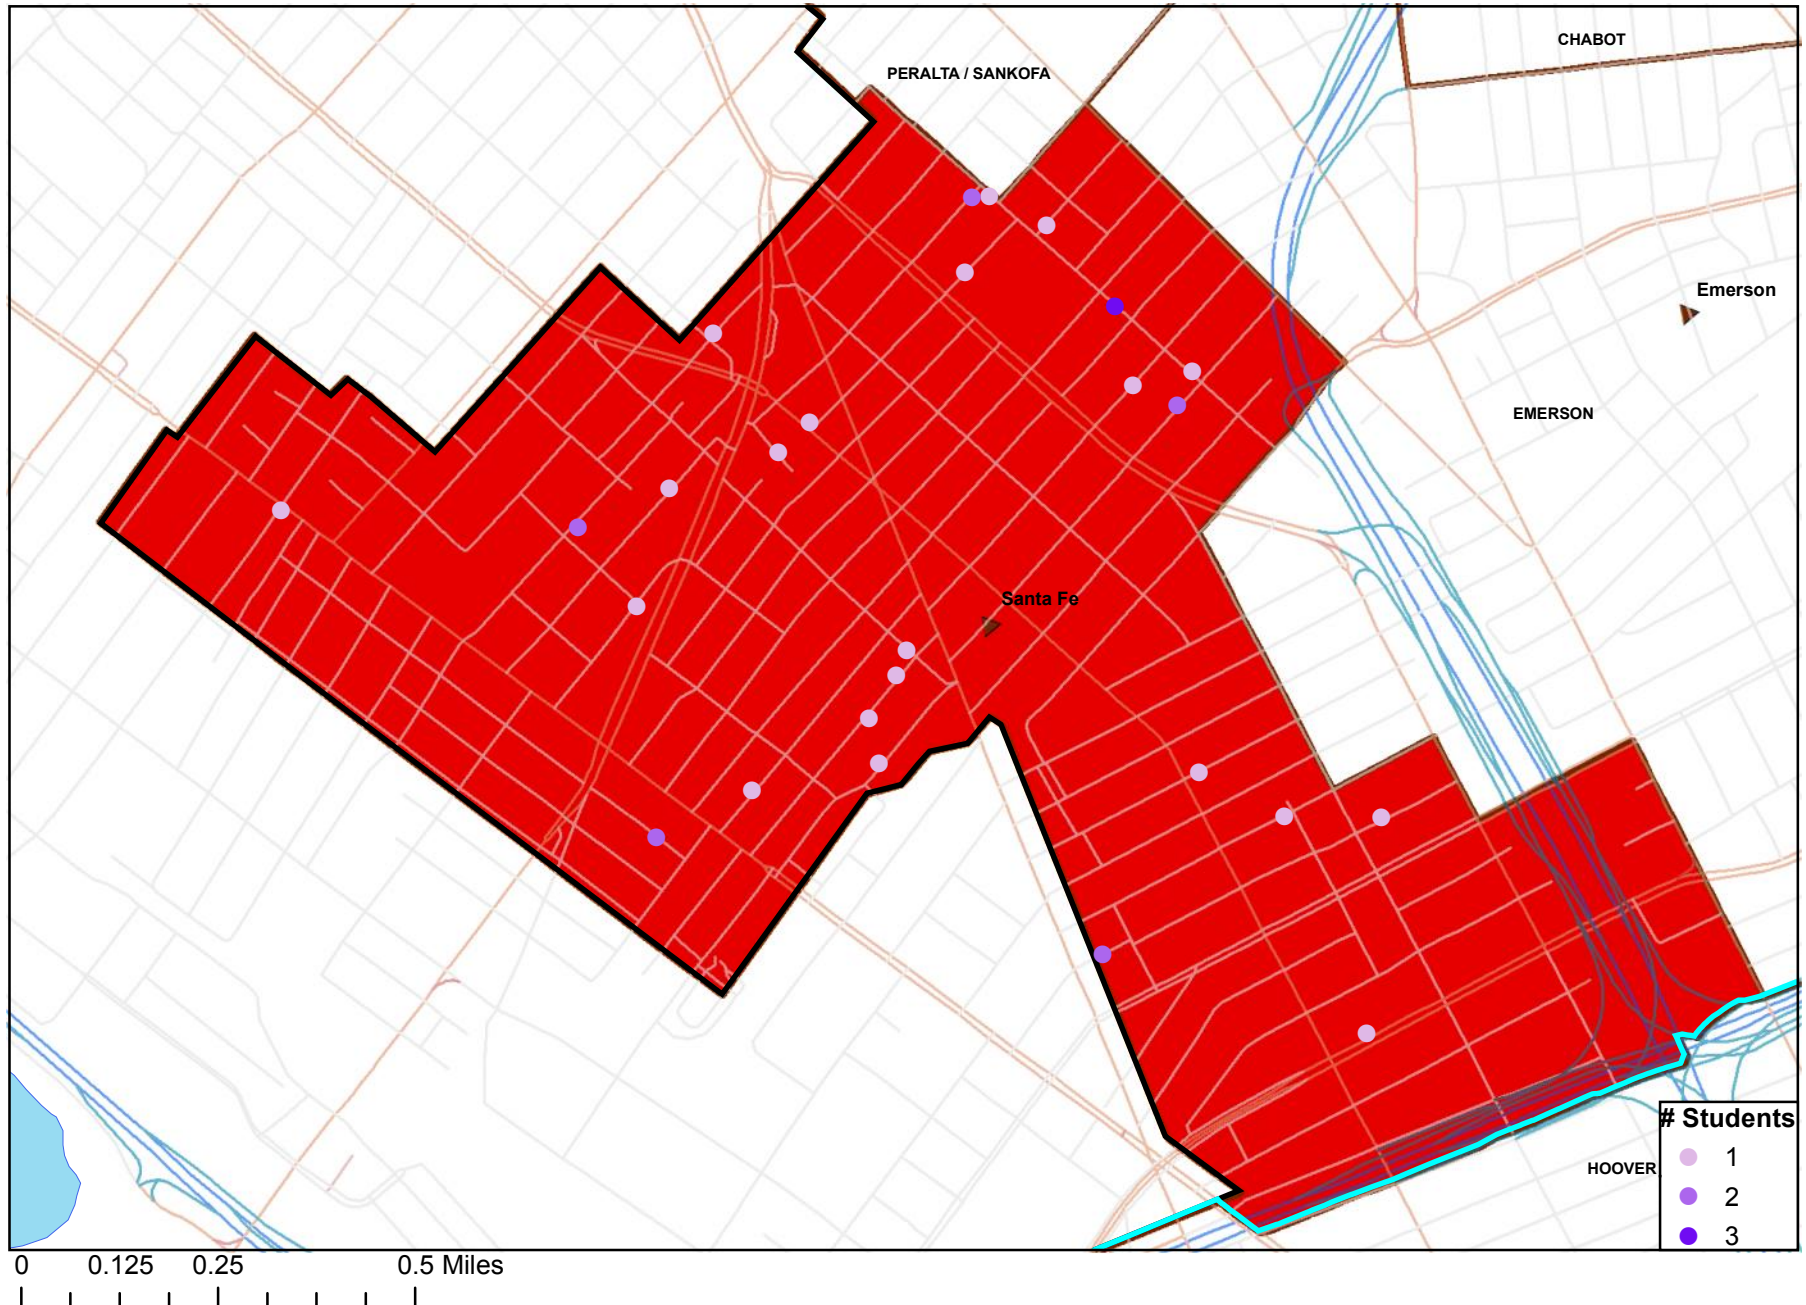 CHABOT
PERALTA / SANKOFA
Emerson
EMERSON
Santa Fe
# Students
1
HOOVER
2
3
0 0.125 0.25 0.5 Miles